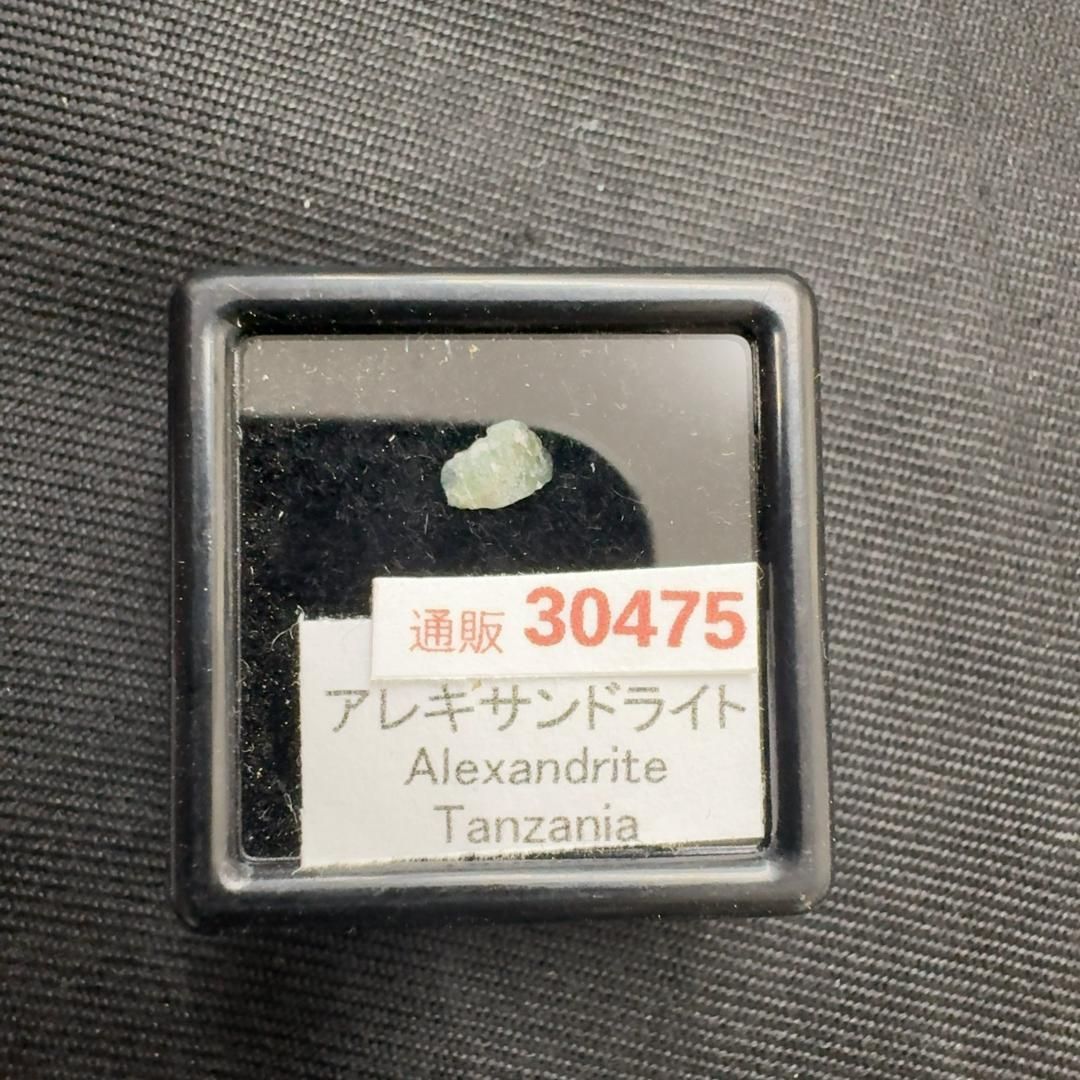 通販 30475
アレキサンドライト
Alexandrite
Tanzania